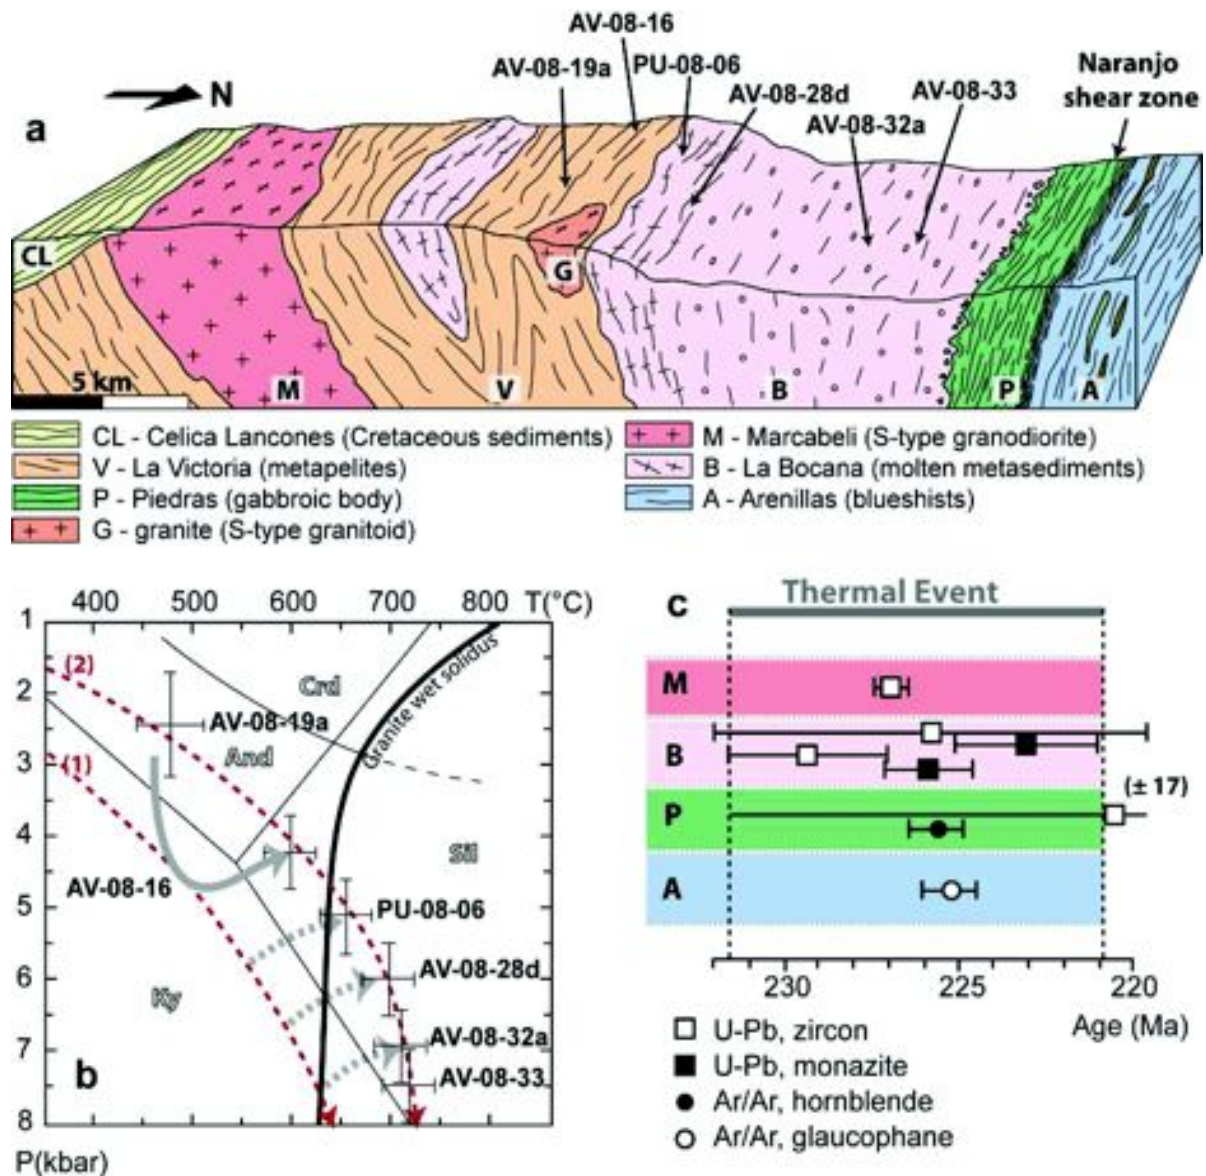 AV-08-16
AV-08-19a PU-08-06
AV-08-28d
AV-08-33
AV-08-32a
Naranjo
shear zone
N
a
CL
G
M
V
B
P
A
5 km
CL - Celica Lancones (Cretaceous sediments)
M - Marcabeli (S-type granodiorite)
V - La Victoria (metapelites)
B - La Bocana (molten metasediments)
P - Piedras (gabbroic body)
A - Arenillas (blueshists)
G - granite (S-type granitoid)
400 500 600 700 800 T(°C)
1
2
3
4
5
6
7
8
P(kbar)
(2)
(1)
Crd
And
Sil
Ky
Granite wet solidus
AV-08-19a
AV-08-16
PU-08-06
AV-08-28d
AV-08-32a
AV-08-33
b
c
Thermal Event
M
B
P
A
(± 17)
230 225 220
Age (Ma)
U-Pb, zircon
U-Pb, monazite
Ar/Ar, hornblende
Ar/Ar, glaucophane